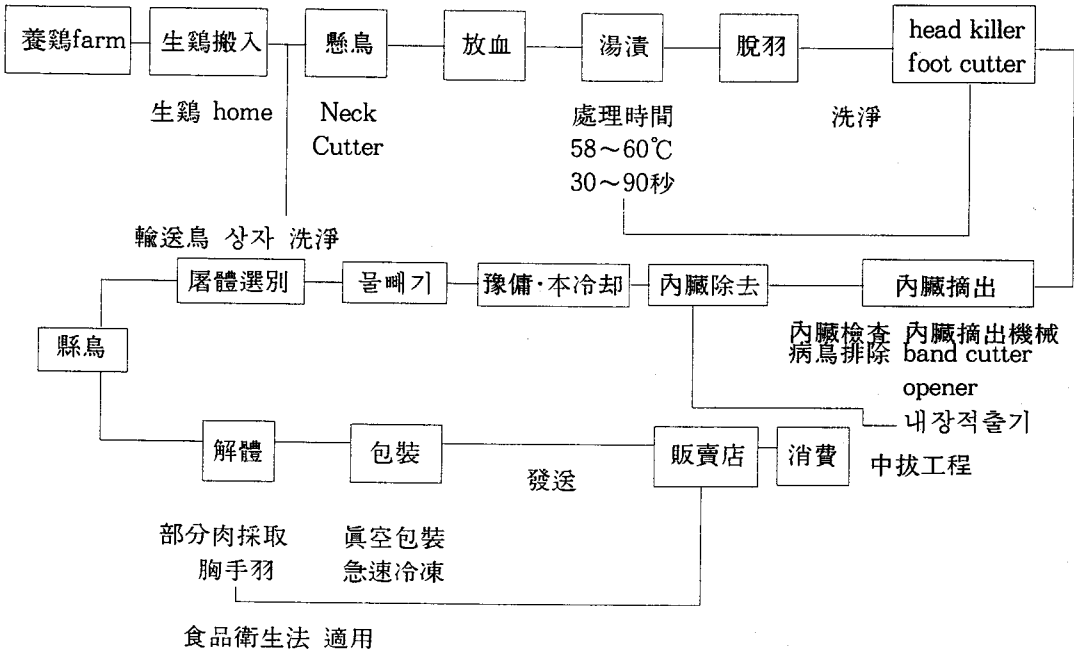 養鷄farm 生鷄搬入 懸鳥 放血 湯漬 脫羽 head killer
foot cutter
生鷄 home Neck
Cutter
處理時間
58～60℃
30～90秒
洗淨
輸送鳥 상자 洗淨
屠體選別 물빼기 豫備·本冷却 內臟除去 內臟摘出
縣鳥
內臟檢査 內臟摘出機械
病鳥排除 band cutter
opener
내장적출기
解體 包裝 發送 販賣店 消費 中拔工程
部分肉採取 眞空包裝
胸手羽 急速冷凍
食品衛生法 適用